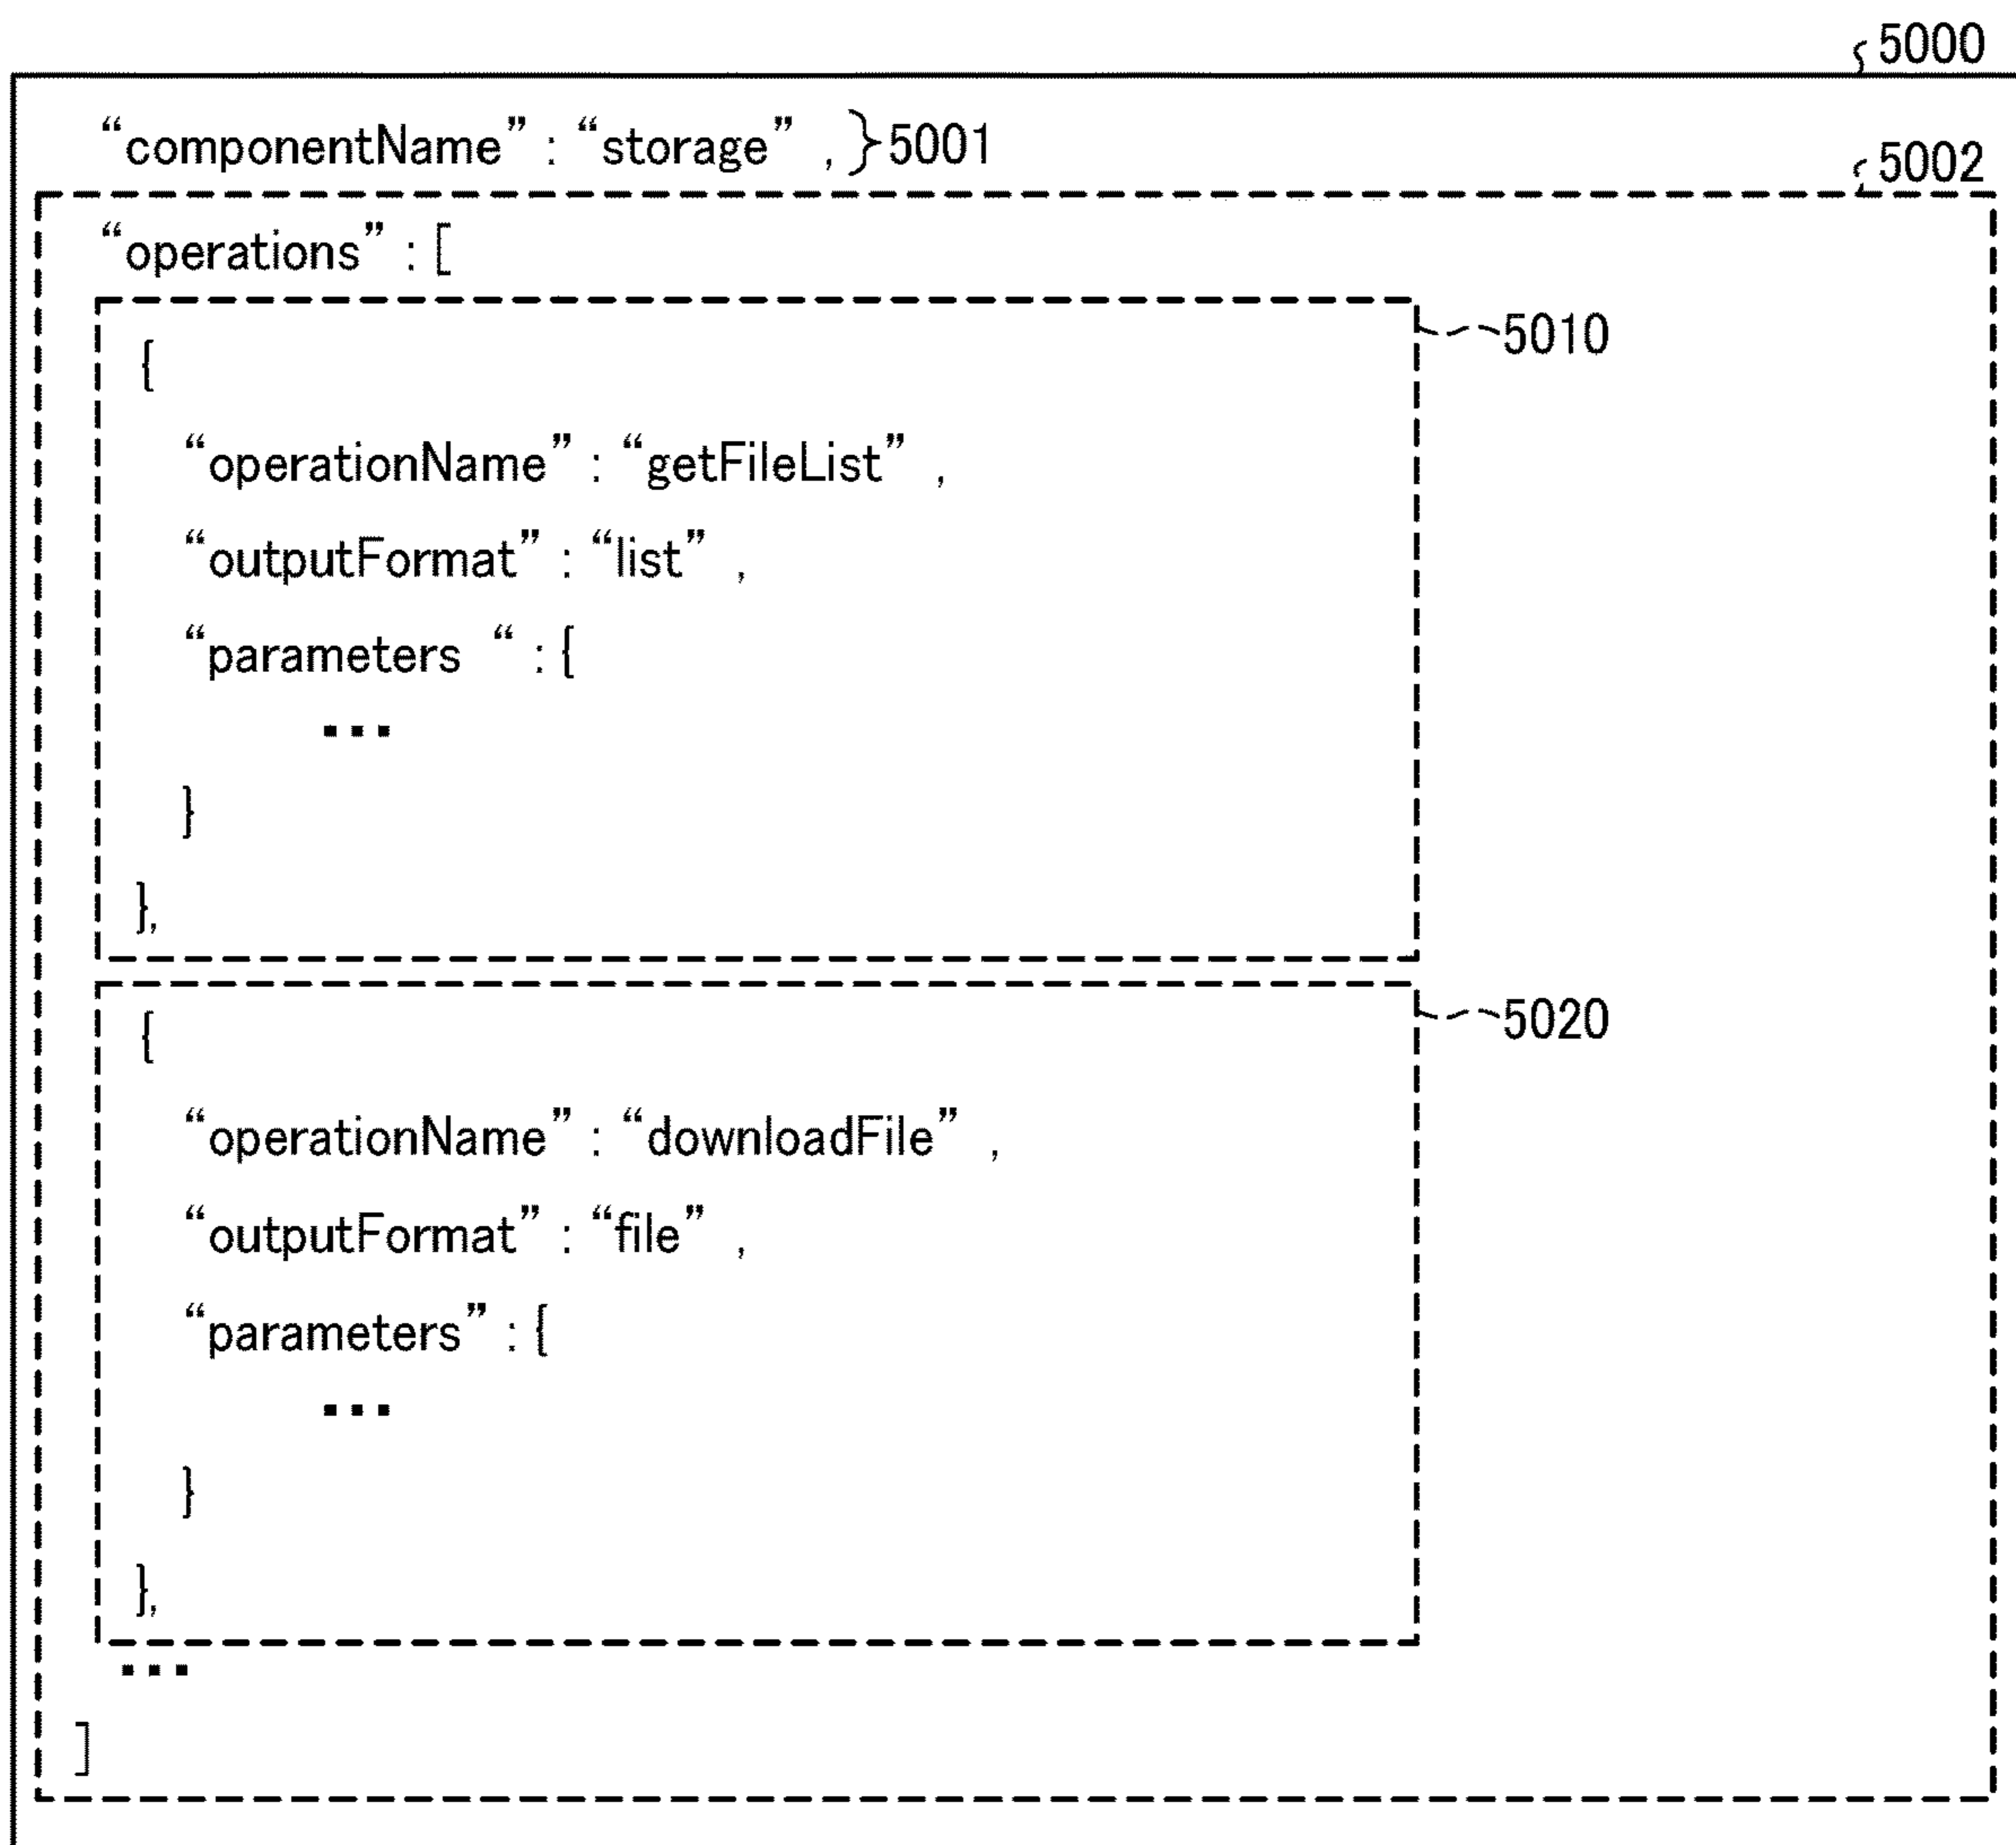 5000
“componentName” : “storage” , }5001
5002
“operations” : [
5010
{
“operationName” : “getFileList” ,
“outputFormat” : “list” ,
“parameters “ : {
...
}
},
5020
{
“operationName” : “downloadFile” ,
“outputFormat” : “file” ,
“parameters” : {
...
}
},
...
]